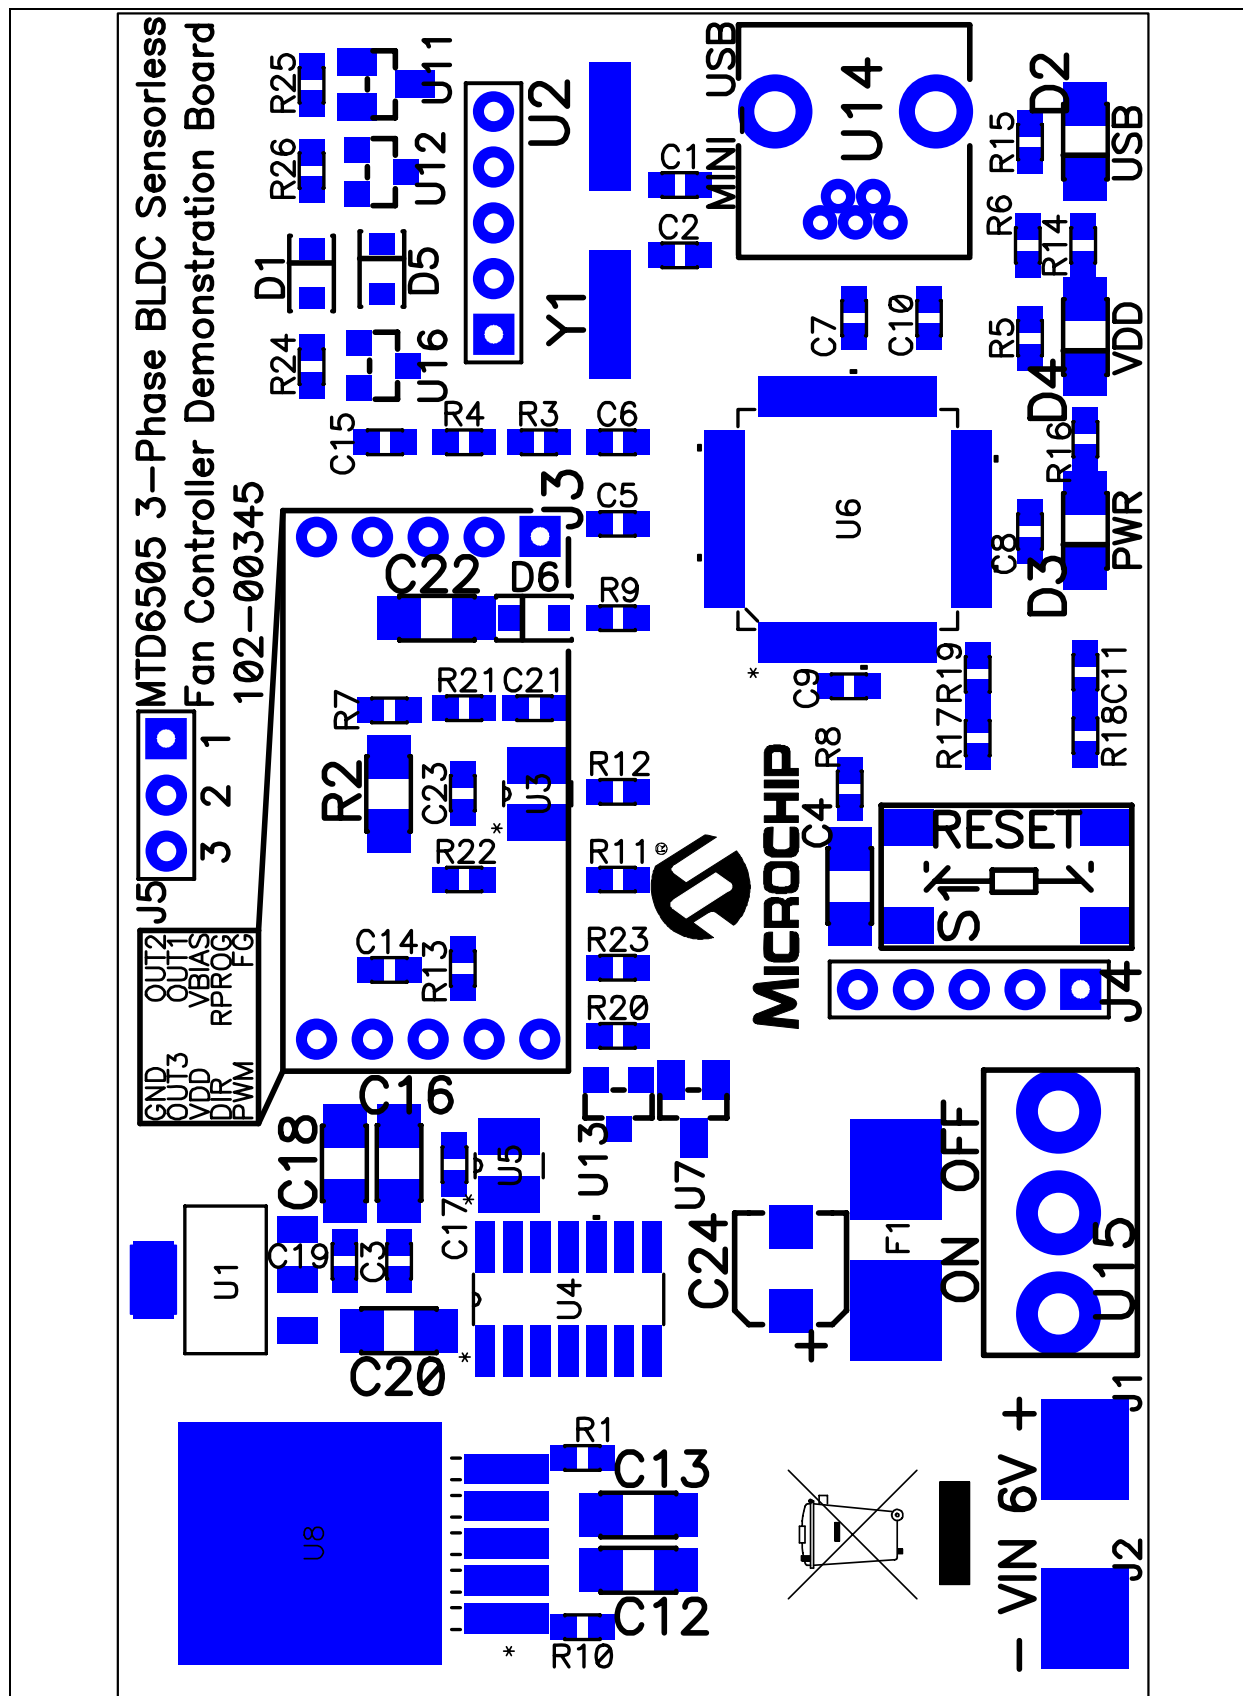 MTD6505 3-Phase BLDC Sensorless
Fan Controller Demonstration Board
102-00345
R25
U11
R26
U12
D1
D5
R24
U16
U2
Y1
C1
C2
MINI USB
U14
R15
D2
USB
R6
R14
R5
D4
VDD
C7
C10
C15
R4
R3
C6
J3
C5
U6
R16
C8
D3
PWR
C22
D6
R9
*
C9
R19
R17
C11
R18
J5
1
2
3
R7
R21
C21
R2
C23
U3
*
R12
R8
C4
R22
R11
®
MICROCHIP
RESET
S1
C14
R13
R23
R20
J4
GND OUT2
OUT3 OUT1
VDD VBIAS
DIR RPROG
PWM FG
C16
C18
U5
*
C17
U13
U7
ON OFF
U15
F1
C24
+
U1
C19
C3
U4
*
C20
U8
*
R1
C13
C12
R10
- VIN 6V +
J1
J2